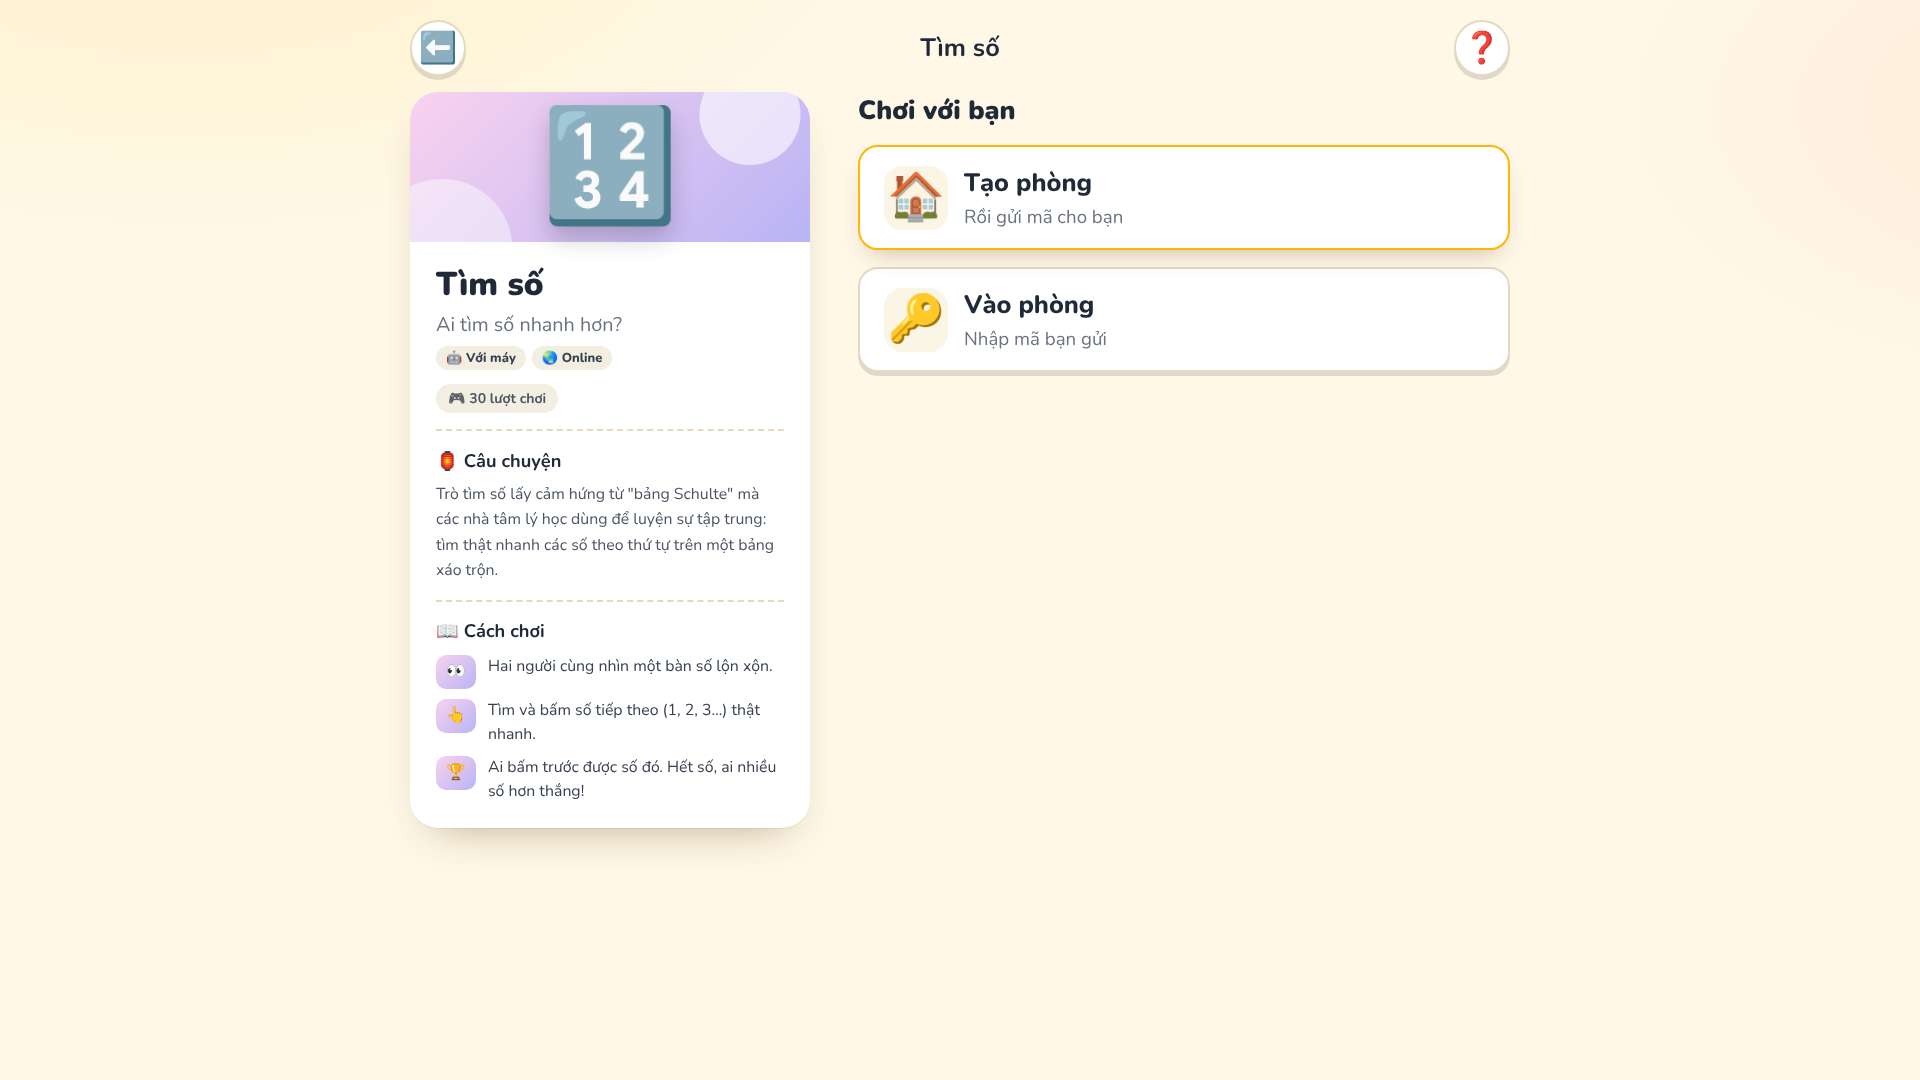 Tìm số
1 2
3 4
Tìm số
Ai tìm số nhanh hơn?
Với máy
Online
30 lượt chơi
Câu chuyện
Trò tìm số lấy cảm hứng từ "bảng Schulte" mà
các nhà tâm lý học dùng để luyện sự tập trung:
tìm thật nhanh các số theo thứ tự trên một bảng
xáo trộn.
Cách chơi
Hai người cùng nhìn một bàn số lộn xộn.
Tìm và bấm số tiếp theo (1, 2, 3...) thật
nhanh.
Ai bấm trước được số đó. Hết số, ai nhiều
số hơn thắng!
Chơi với bạn
Tạo phòng
Rồi gửi mã cho bạn
Vào phòng
Nhập mã bạn gửi